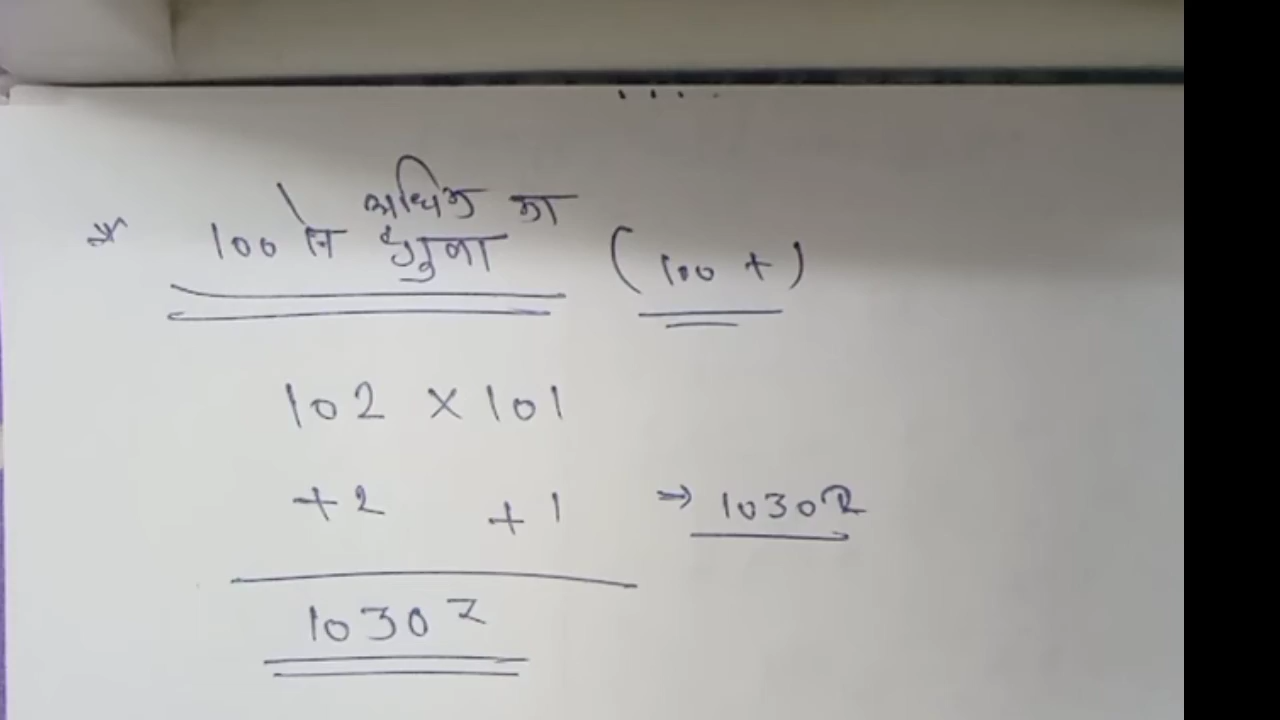 * 100 से अधिक का गुणा (100 +)
102 × 101
+2 +1 ⇒ 10302
10302